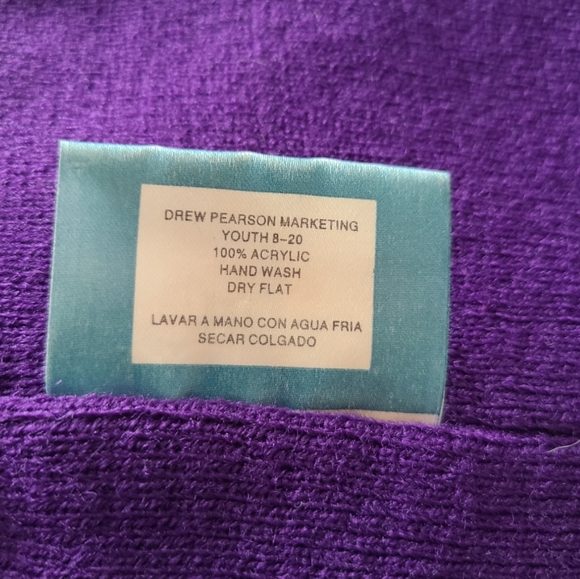 DREW PEARSON MARKETING
YOUTH 8-20
100% ACRYLIC
HAND WASH
DRY FLAT
LAVAR A MANO CON AGUA FRIA
SECAR COLGADO